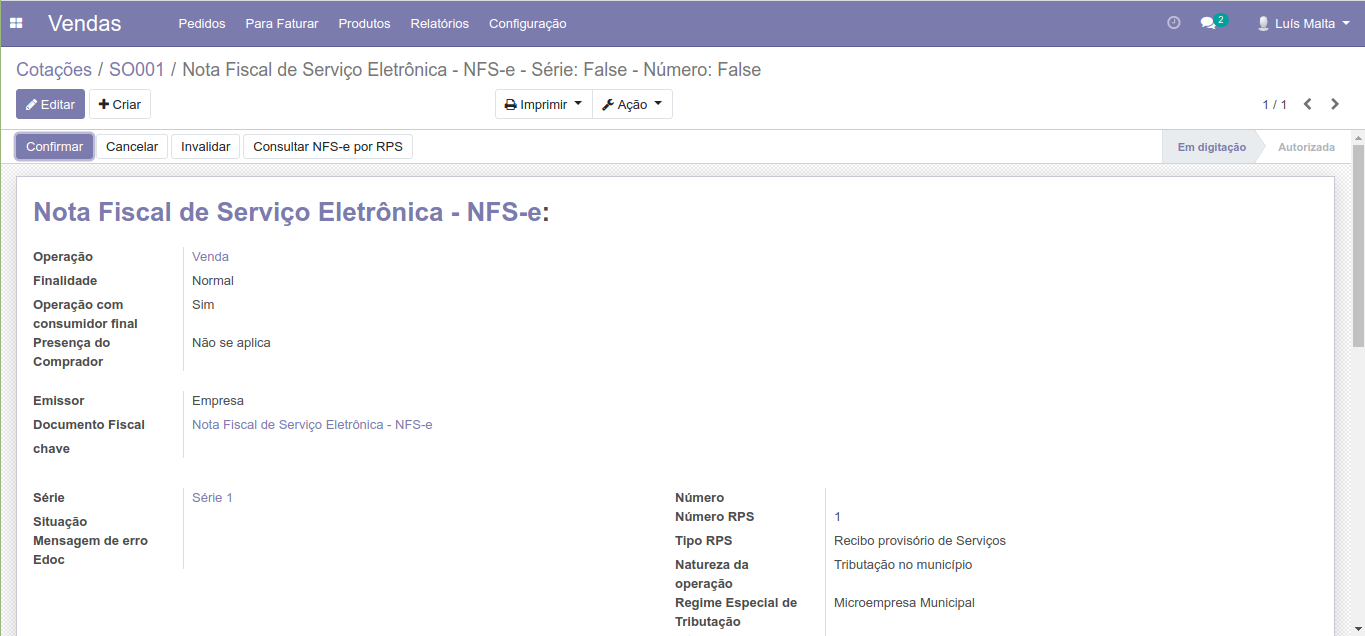 Vendas Pedidos Para Faturar Produtos Relatórios Configuração 2 Luís Malta
Cotações / SO001 / Nota Fiscal de Serviço Eletrônica - NFS-e - Série: False - Número: False
Editar Criar Imprimir Ação 1 / 1
Confirmar Cancelar Invalidar Consultar NFS-e por RPS Em digitação Autorizada
Nota Fiscal de Serviço Eletrônica - NFS-e:
Operação Venda
Finalidade Normal
Operação com Sim
consumidor final
Presença do Não se aplica
Comprador
Emissor Empresa
Documento Fiscal Nota Fiscal de Serviço Eletrônica - NFS-e
chave
Série Série 1
Situação
Mensagem de erro
Edoc
Número
Número RPS 1
Tipo RPS Recibo provisório de Serviços
Natureza da Tributação no município
operação
Regime Especial de Microempresa Municipal
Tributação